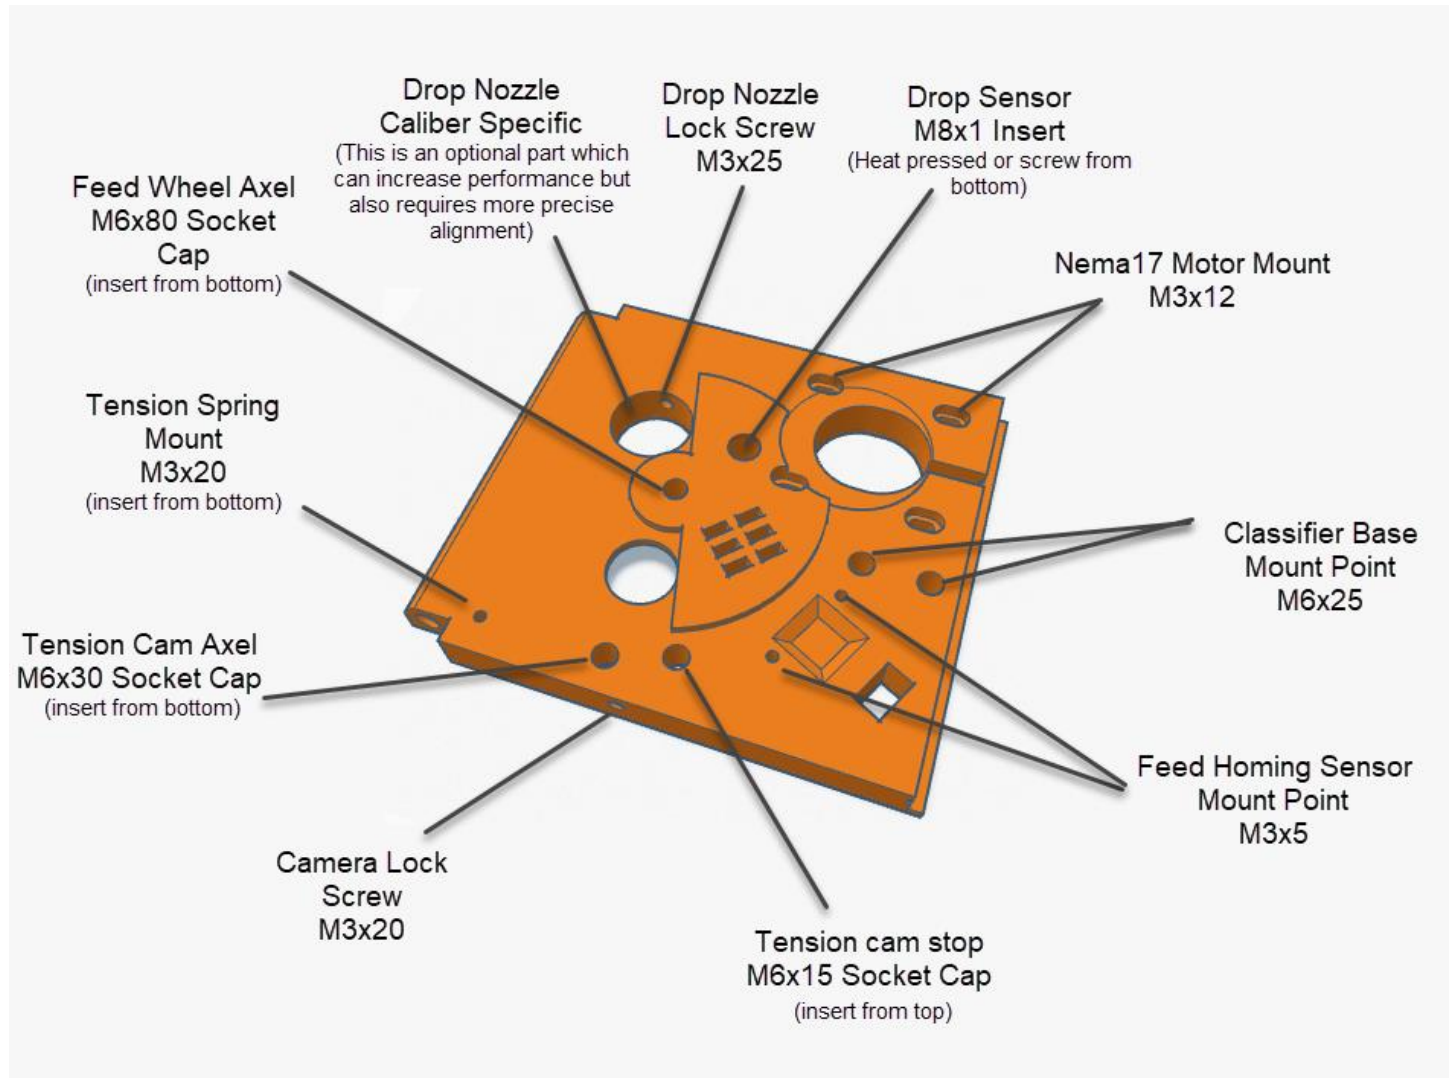 Drop Nozzle
Caliber Specific
(This is an optional part which
can increase performance but
also requires more precise
alignment)
Drop Nozzle
Lock Screw
M3x25
Drop Sensor
M8x1 Insert
(Heat pressed or screw from
bottom)
Feed Wheel Axel
M6x80 Socket
Cap
(insert from bottom)
Nema17 Motor Mount
M3x12
Tension Spring
Mount
M3x20
(insert from bottom)
Classifier Base
Mount Point
M6x25
Tension Cam Axel
M6x30 Socket Cap
(insert from bottom)
Feed Homing Sensor
Mount Point
M3x5
Camera Lock
Screw
M3x20
Tension cam stop
M6x15 Socket Cap
(insert from top)